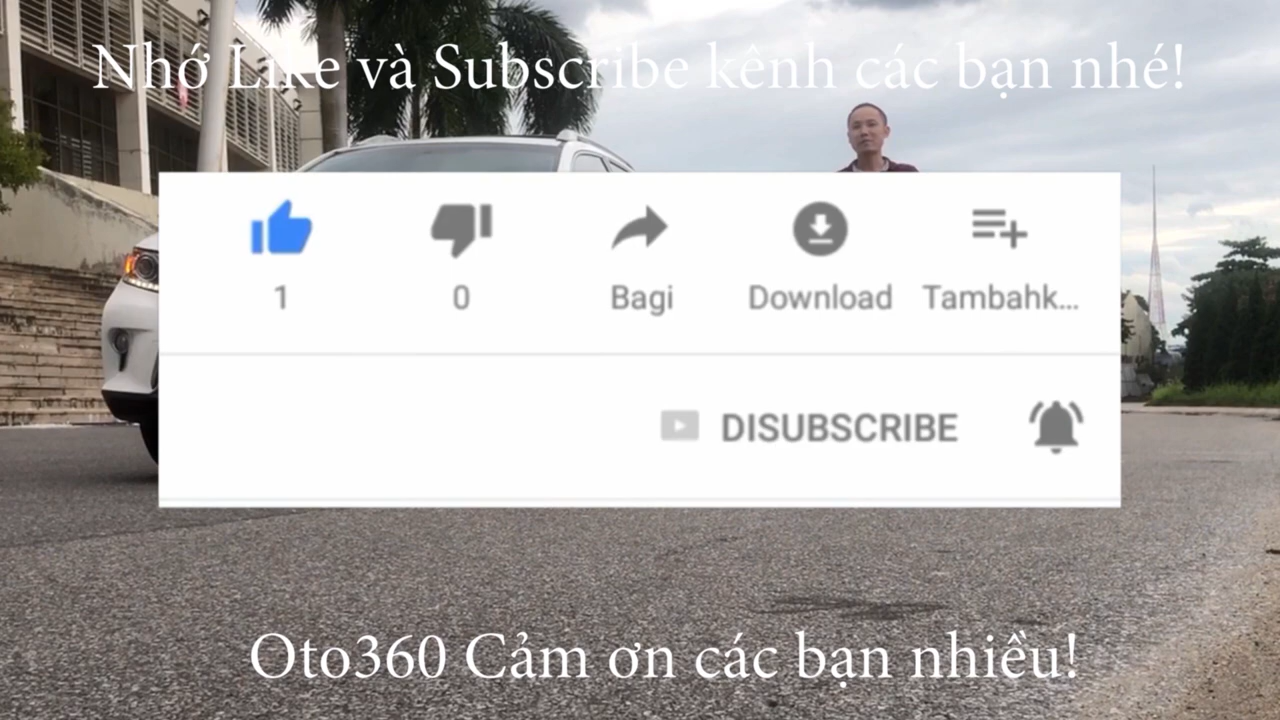 Nhớ Like và Subscribe kênh các bạn nhé!
1 0 Bagi Download Tambahk...
DISUBSCRIBE
Oto360 Cảm ơn các bạn nhiều!